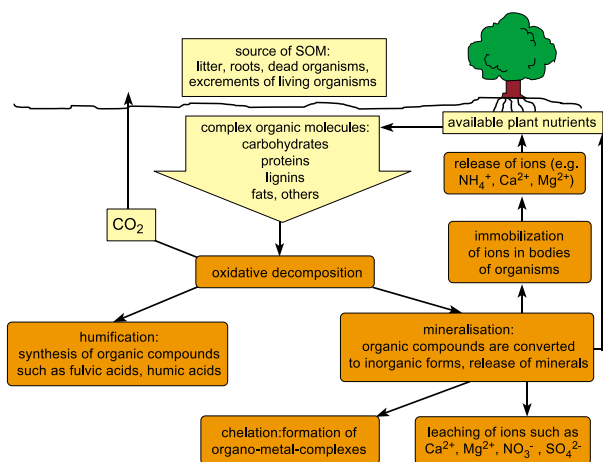 source of SOM:
litter, roots, dead organisms,
excrements of living organisms
available plant nutrients
complex organic molecules:
carbohydrates
proteins
lignins
fats, others
release of ions (e.g.
NH₄⁺, Ca²⁺, Mg²⁺)
CO₂
immobilization
of ions in bodies
of organisms
oxidative decomposition
humification:
synthesis of organic compounds
such as fulvic acids, humic acids
mineralisation:
organic compounds are converted
to inorganic forms, release of minerals
chelation:formation of
organo-metal-complexes
leaching of ions such as
Ca²⁺, Mg²⁺, NO₃⁻ , SO₄²⁻